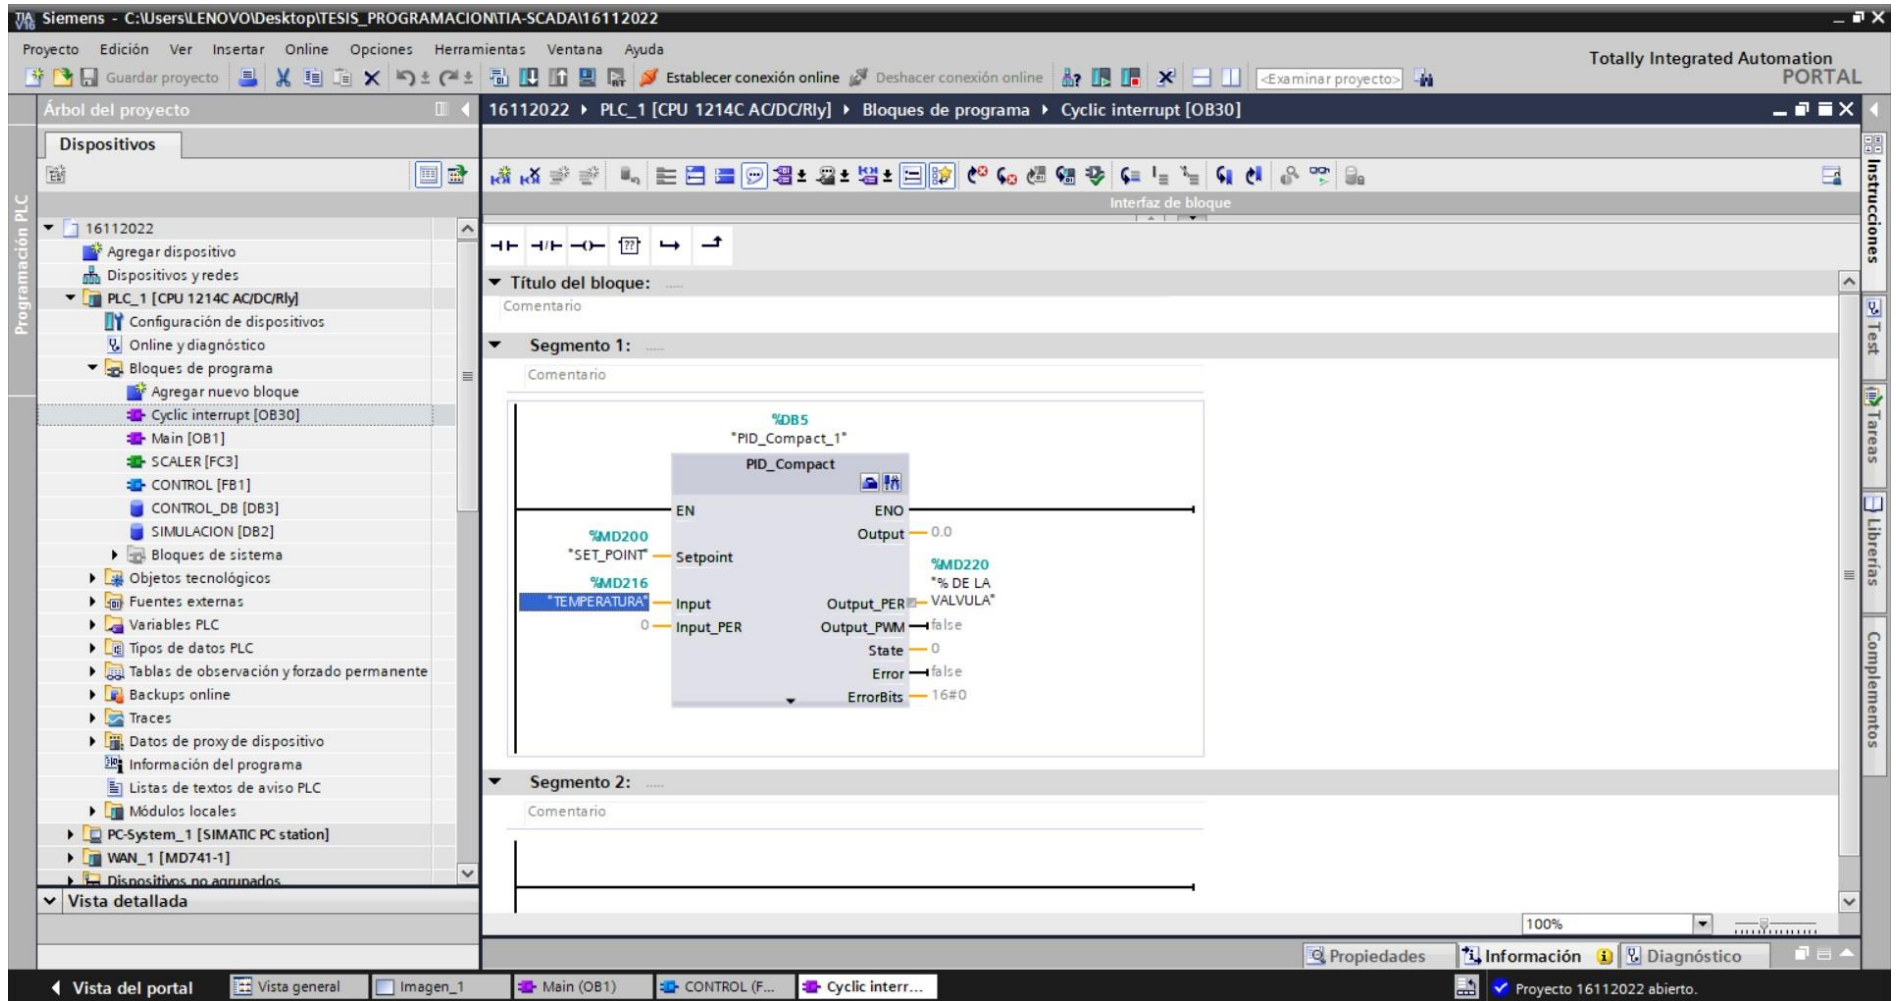 Siemens - C:\Users\LENOVO\Desktop\TESIS_PROGRAMACION\TIA-SCADA\16112022
Proyecto Edición Ver Insertar Online Opciones Herramientas Ventana Ayuda
Totally Integrated Automation
PORTAL
Guardar proyecto Establecer conexión online Deshacer conexión online <Examinar proyecto>
Árbol del proyecto
16112022 PLC_1 [CPU 1214C AC/DC/Rly] Bloques de programa Cyclic interrupt [OB30]
Dispositivos
Interfaz de bloque
Programación PLC
16112022
Agregar dispositivo
Dispositivos y redes
PLC_1 [CPU 1214C AC/DC/Rly]
Configuración de dispositivos
Online y diagnóstico
Bloques de programa
Agregar nuevo bloque
Cyclic interrupt [OB30]
Main [OB1]
SCALER [FC3]
CONTROL [FB1]
CONTROL_DB [DB3]
SIMULACION [DB2]
Bloques de sistema
Objetos tecnológicos
Fuentes externas
Variables PLC
Tipos de datos PLC
Tablas de observación y forzado permanente
Backups online
Traces
Datos de proxy de dispositivo
Información del programa
Listas de textos de aviso PLC
Módulos locales
PC-System_1 [SIMATIC PC station]
WAN_1 [MD741-1]
Dispositivos no agrupados
Vista detallada
??
Título del bloque: .....
Comentario
Segmento 1: .....
Comentario
%DB5
"PID_Compact_1"
PID_Compact
EN ENO
%MD200
"SET_POINT" Setpoint
Output 0.0
%MD216
"TEMPERATURA" Input
%MD220
"% DE LA
Output_PER VALVULA"
0 Input_PER
Output_PWM false
State 0
Error false
ErrorBits 16#0
Segmento 2: .....
Comentario
100%
Propiedades Información Diagnóstico
Instrucciones
Test
Tareas
Librerías
Complementos
Vista del portal Vista general Imagen_1 Main (OB1) CONTROL (F... Cyclic interr... Proyecto 16112022 abierto.